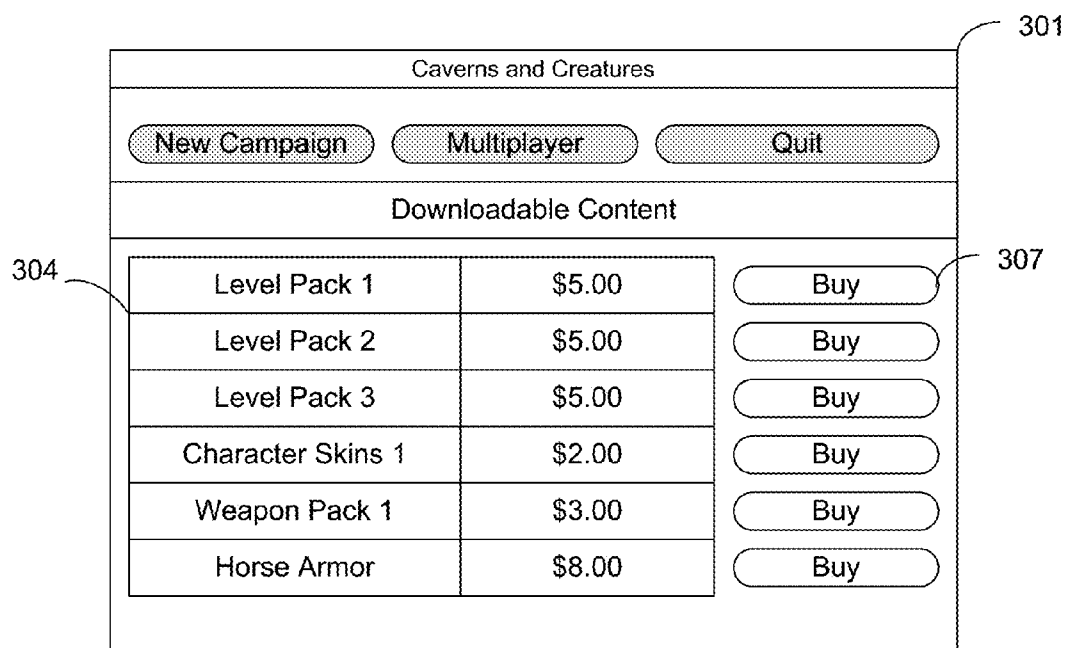 301
Caverns and Creatures
New Campaign Multiplayer Quit
Downloadable Content
304
307
Level Pack 1 $5.00 Buy
Level Pack 2 $5.00 Buy
Level Pack 3 $5.00 Buy
Character Skins 1 $2.00 Buy
Weapon Pack 1 $3.00 Buy
Horse Armor $8.00 Buy